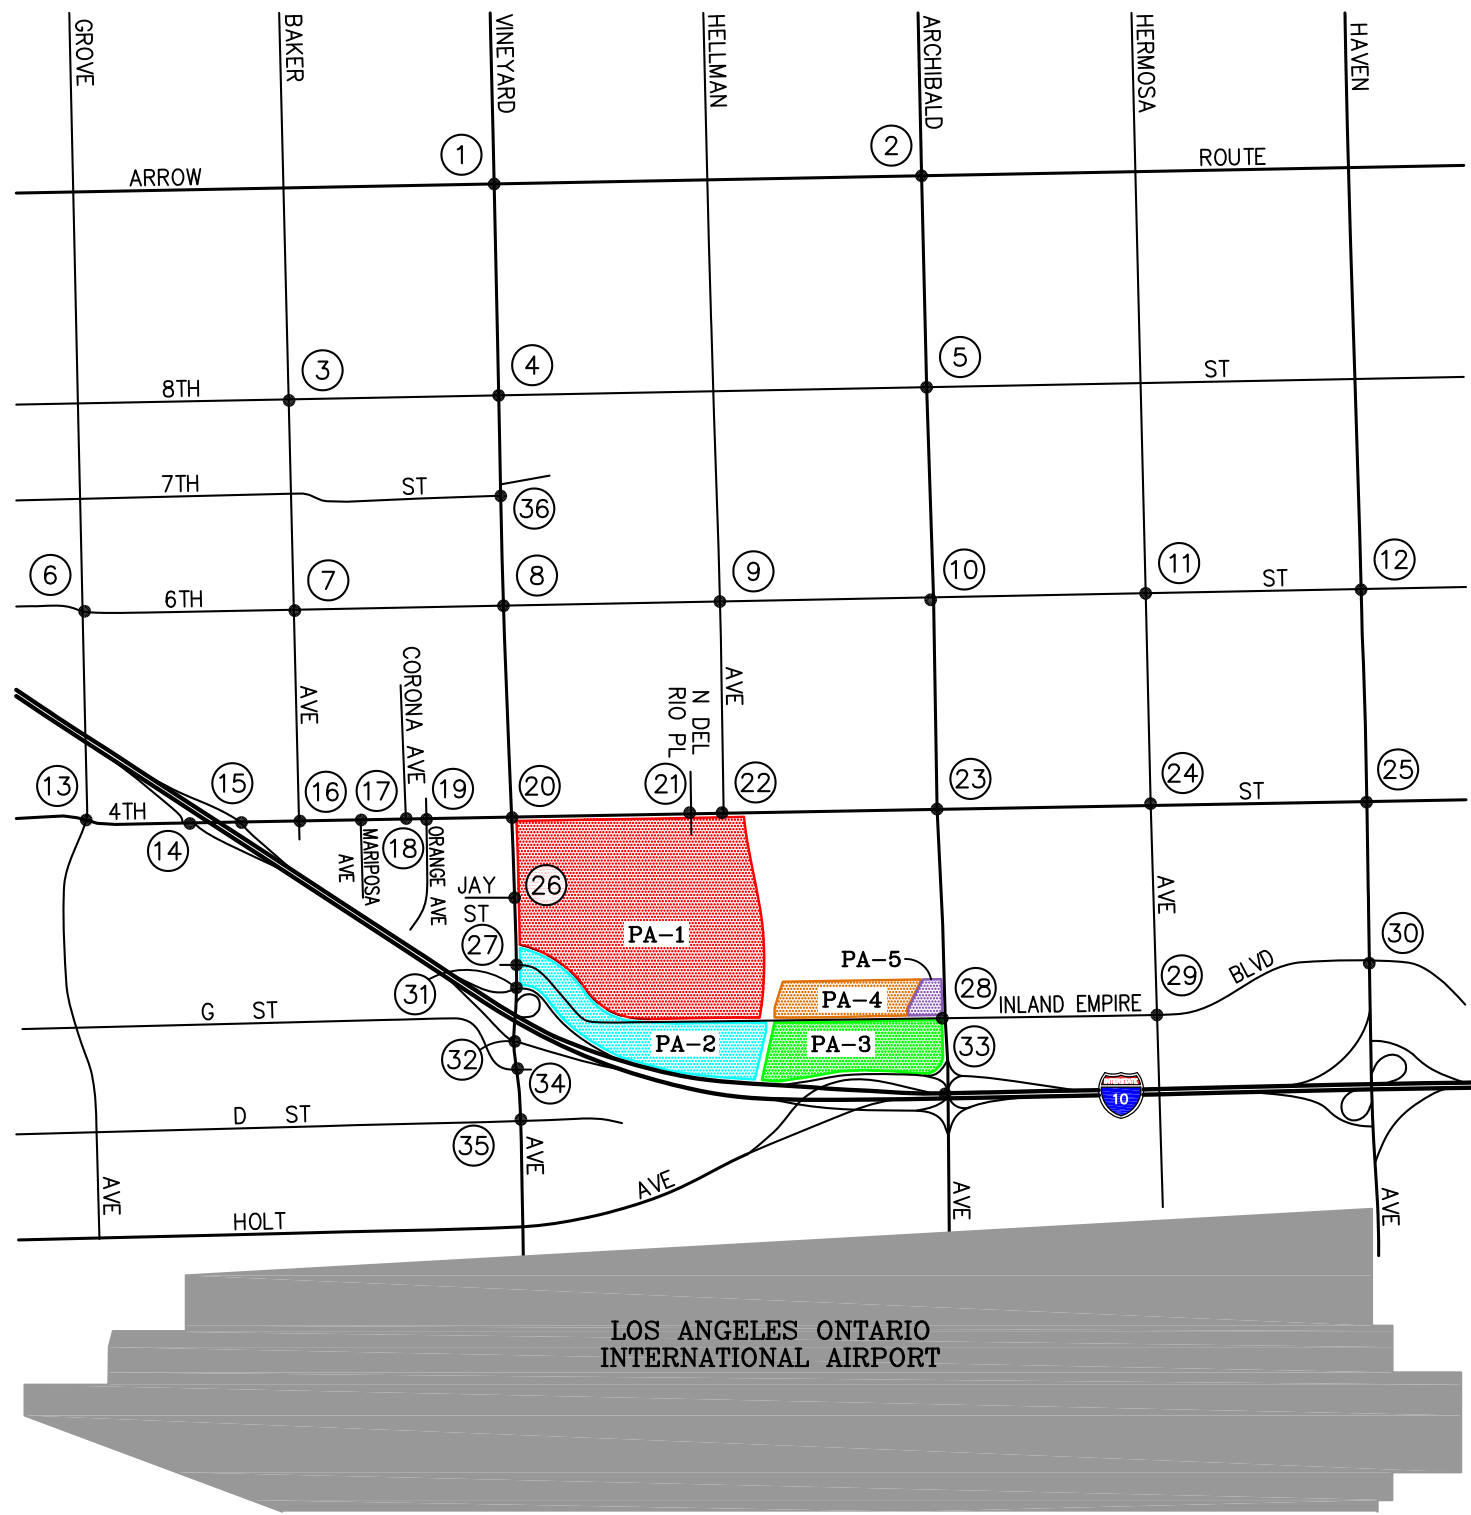 GROVE
BAKER
VINEYARD
HELLMAN
ARCHIBALD
HERMOSA
HAVEN
1
2
ARROW
ROUTE
3
4
5
8TH
ST
7TH
ST
36
6
7
8
9
10
11
12
6TH
ST
AVE
CORONA AVE
N DEL
RIO PL
AVE
13
15
16
17
19
20
21
22
23
24
25
4TH
ST
14
18
MARIPOSA
AVE
ORANGE AVE
JAY
ST
26
AVE
27
PA-1
30
PA-5
BLVD
31
PA-4
28
INLAND EMPIRE
29
G ST
32
PA-2
PA-3
33
34
INTERSTATE
10
D ST
35
AVE
AVE
AVE
AVE
AVE
HOLT
LOS ANGELES ONTARIO
INTERNATIONAL AIRPORT